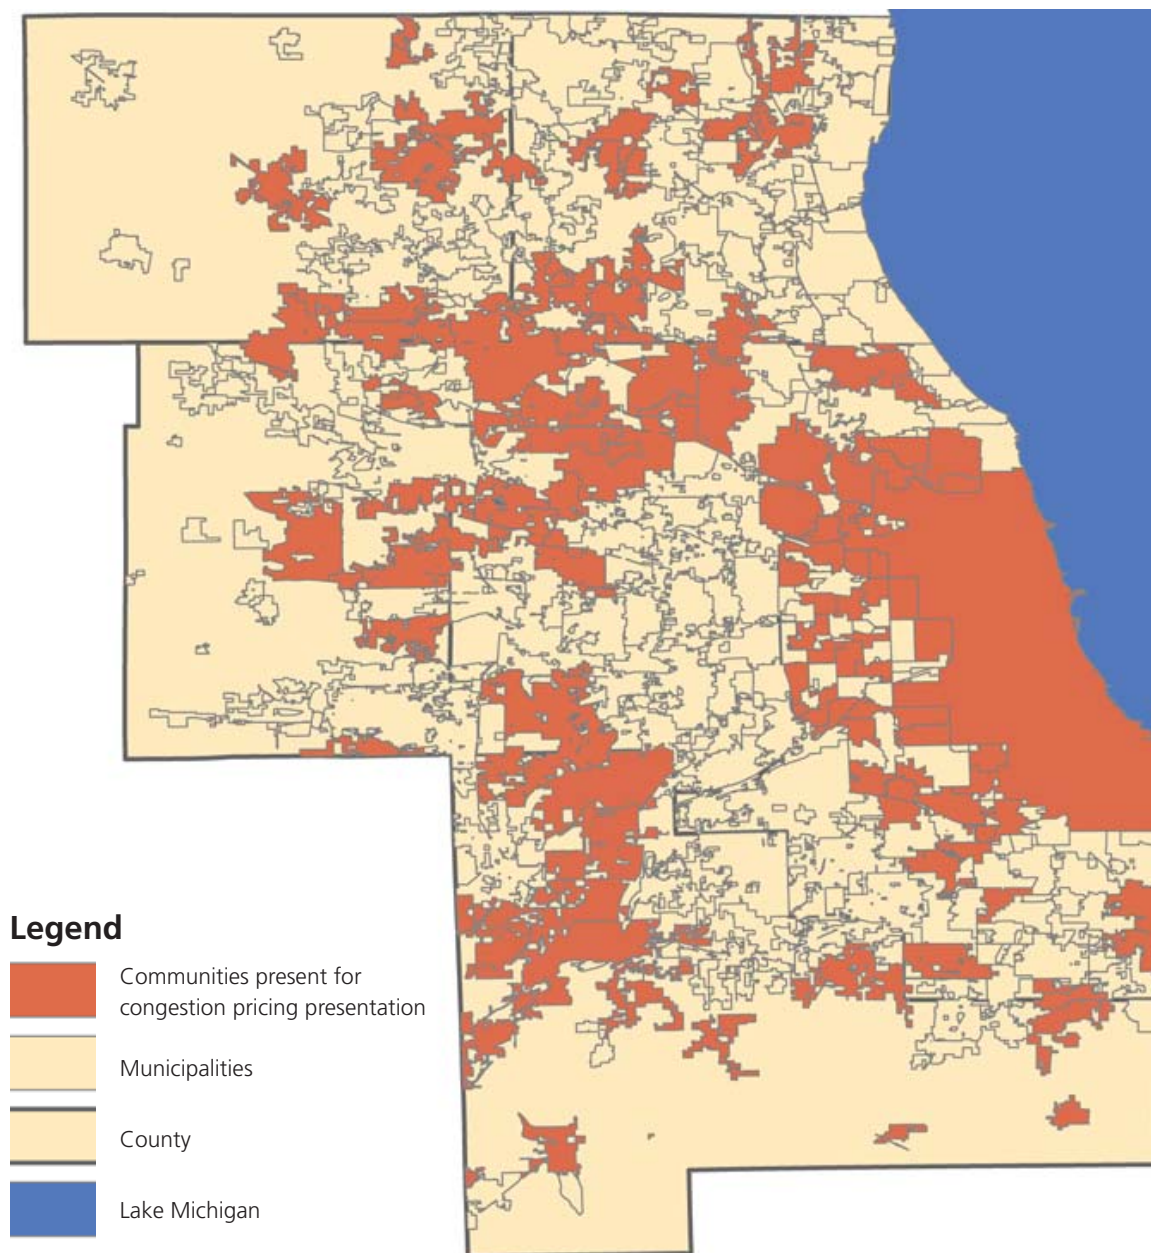 Legend
Communities present for
congestion pricing presentation
Municipalities
County
Lake Michigan